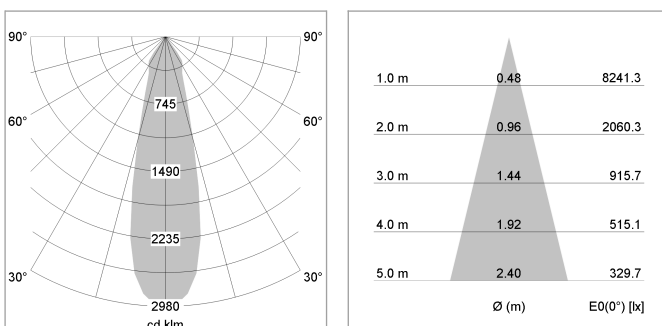 90° 90°
745
60° 60°
1490
2235
30° 30°
2980
cd klm
1.0 m 0.48 8241.3
2.0 m 0.96 2060.3
3.0 m 1.44 915.7
4.0 m 1.92 515.1
5.0 m 2.40 329.7
Ø (m) E0(0°) [lx]